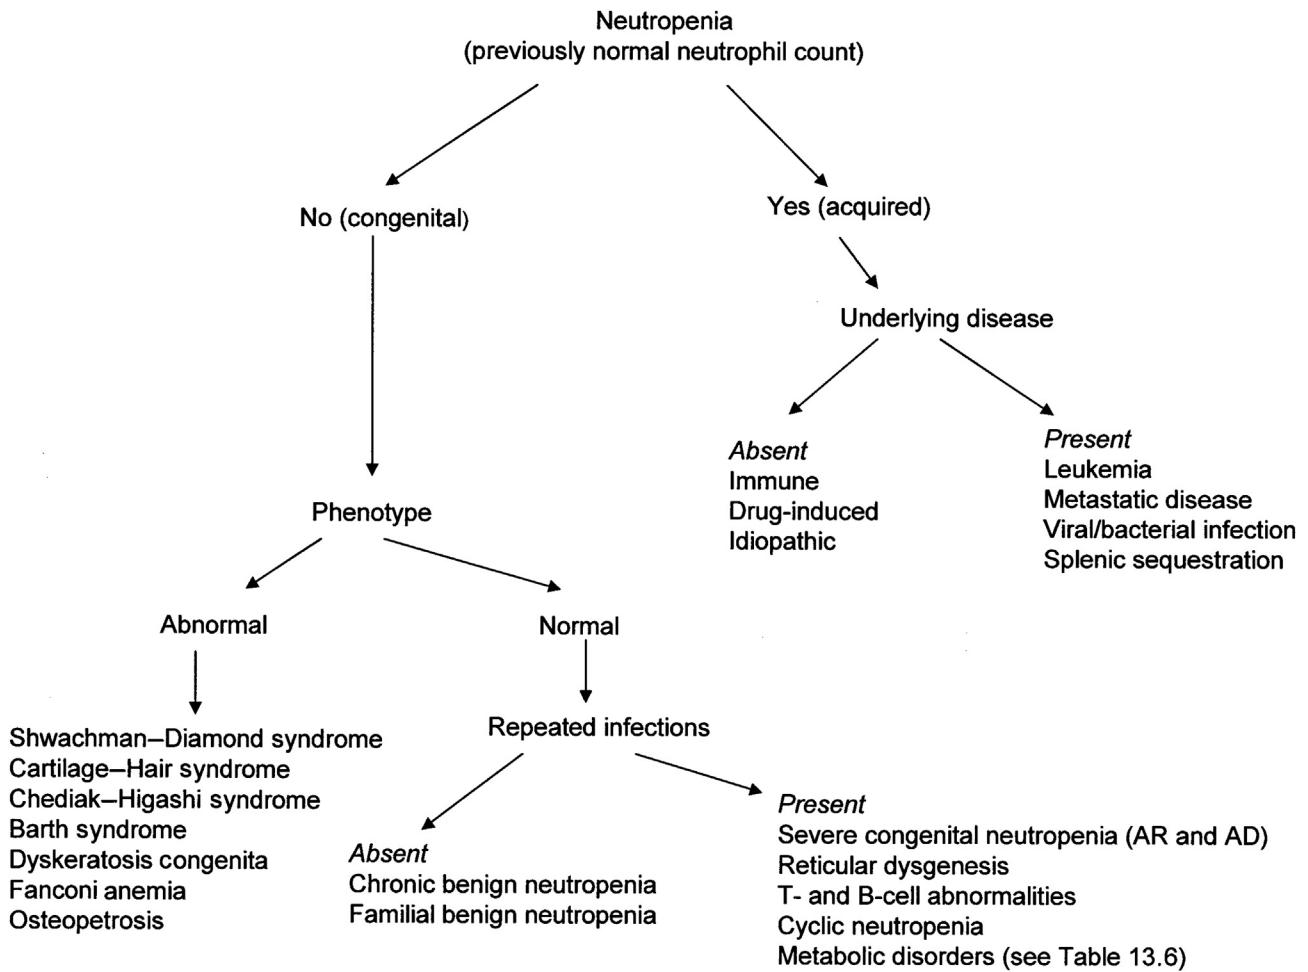 Neutropenia
(previously normal neutrophil count)
No (congenital)
Yes (acquired)
Underlying disease
Absent
Immune
Drug-induced
Idiopathic
Present
Leukemia
Metastatic disease
Viral/bacterial infection
Splenic sequestration
Phenotype
Abnormal
Normal
Shwachman–Diamond syndrome
Cartilage–Hair syndrome
Chediak–Higashi syndrome
Barth syndrome
Dyskeratosis congenita
Fanconi anemia
Osteopetrosis
Repeated infections
Absent
Chronic benign neutropenia
Familial benign neutropenia
Present
Severe congenital neutropenia (AR and AD)
Reticular dysgenesis
T- and B-cell abnormalities
Cyclic neutropenia
Metabolic disorders (see Table 13.6)